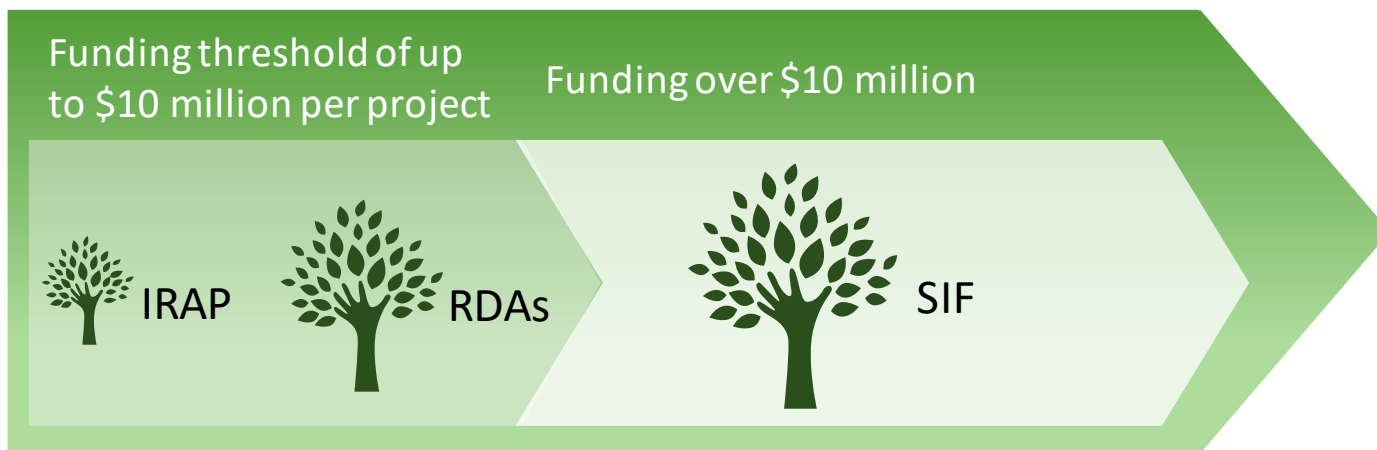 Funding threshold of up
to $10 million per project
Funding over $10 million
IRAP
RDAs
SIF